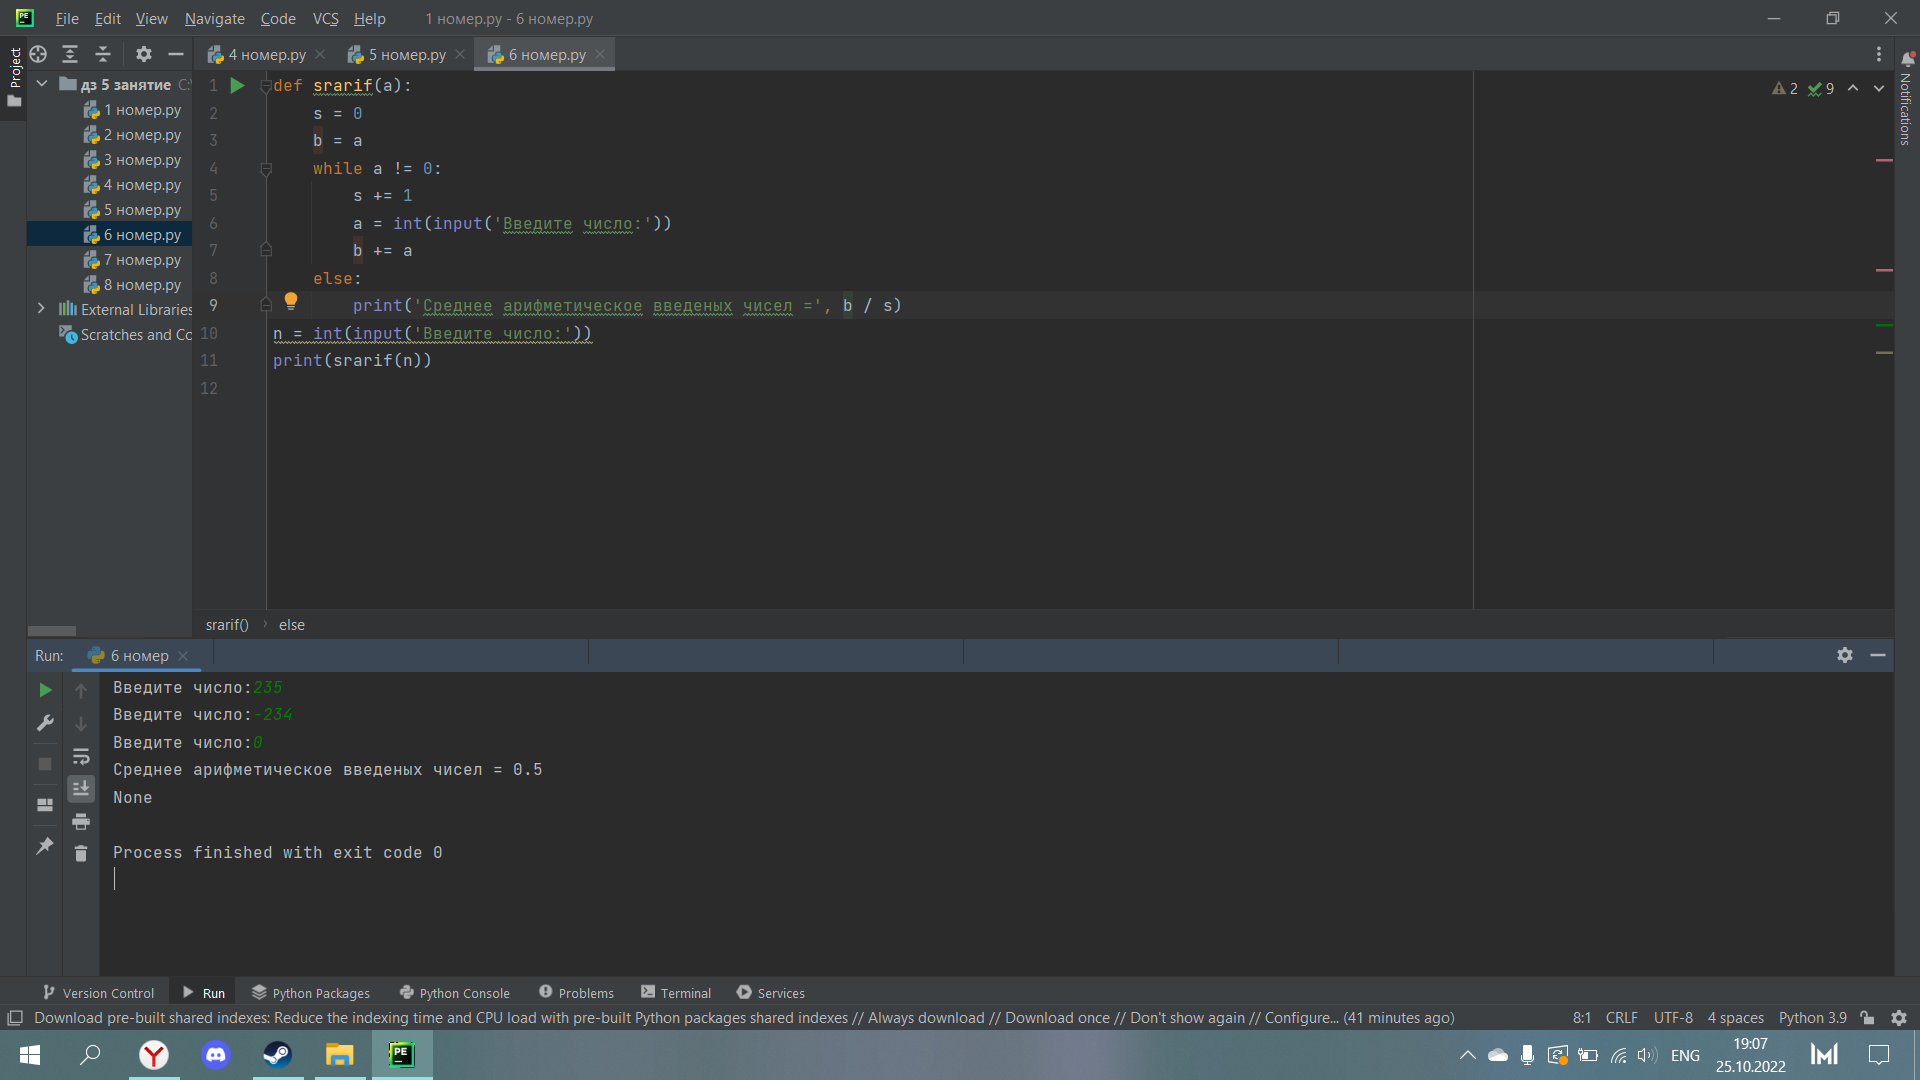 File Edit View Navigate Code VCS Help 1 номер.py - 6 номер.py
Project
4 номер.py 5 номер.py 6 номер.py
дз 5 занятие C:\
1 номер.py
2 номер.py
3 номер.py
4 номер.py
5 номер.py
6 номер.py
7 номер.py
8 номер.py
External Libraries
Scratches and Co
1 def srarif(a):
2 s = 0
3 b = a
4 while a != 0:
5 s += 1
6 a = int(input('Введите число:'))
7 b += a
8 else:
9 print('Среднее арифметическое введеных чисел =', b / s)
10 n = int(input('Введите число:'))
11 print(srarif(n))
12
2 9
Notifications
srarif() else
Run: 6 номер
Введите число:235
Введите число:-234
Введите число:0
Среднее арифметическое введеных чисел = 0.5
None
Process finished with exit code 0
Version Control Run Python Packages Python Console Problems Terminal Services
Download pre-built shared indexes: Reduce the indexing time and CPU load with pre-built Python packages shared indexes // Always download // Download once // Don't show again // Configure... (41 minutes ago) 8:1 CRLF UTF-8 4 spaces Python 3.9
ENG
19:07
25.10.2022